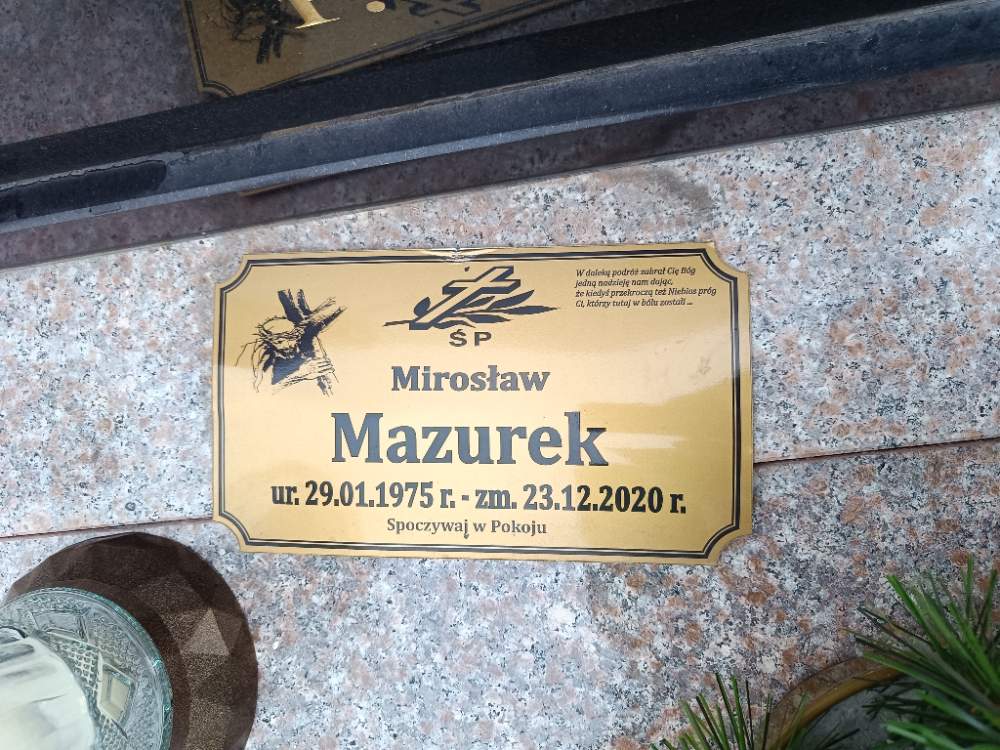 W daleką podróż zabrał Cię Bóg
jedną nadzieję nam dając,
że kiedyś przekroczą też Niebios próg
Ci, którzy tutaj w bólu zostali ...
ŚP
Mirosław
Mazurek
ur. 29.01.1975 r. - zm. 23.12.2020 r.
Spoczywaj w Pokoju